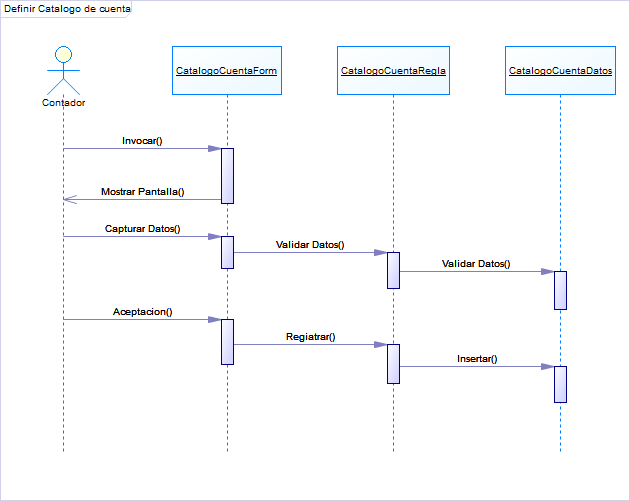 Definir Catalogo de cuenta
Contador
CatalogoCuentaForm
CatalogoCuentaRegla
CatalogoCuentaDatos
Invocar()
Mostrar Pantalla()
Capturar Datos()
Validar Datos()
Validar Datos()
Aceptacion()
Regiatrar()
Insertar()